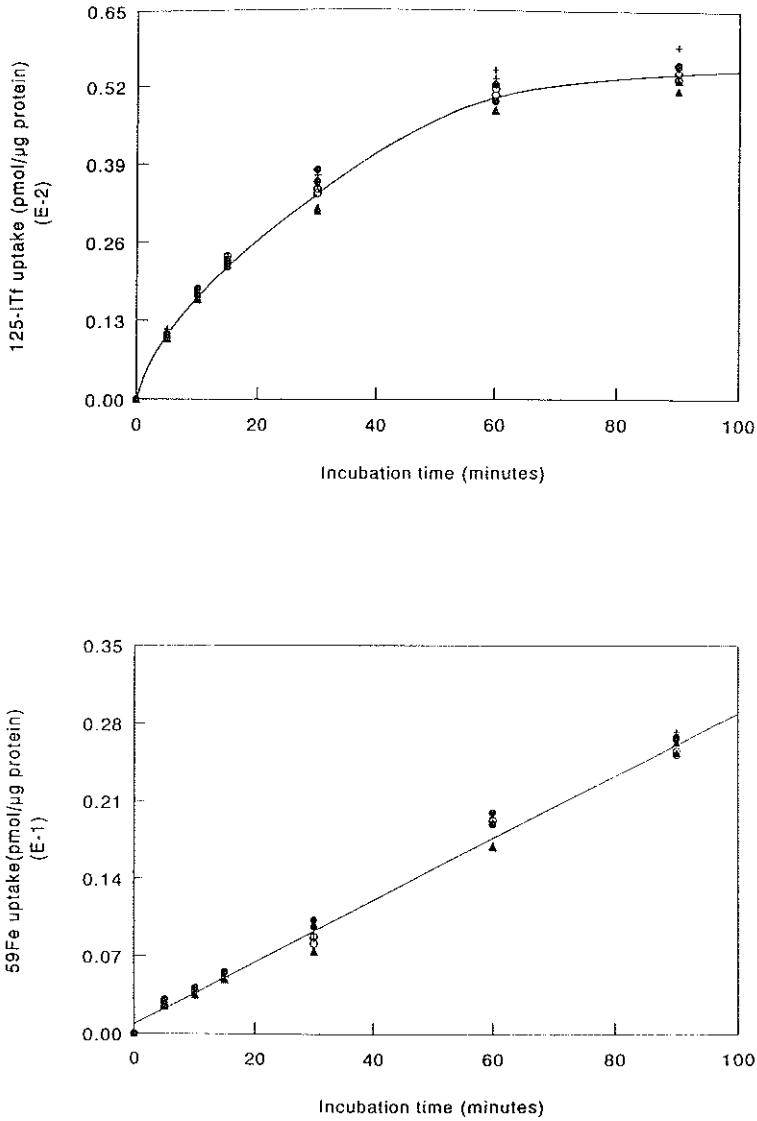 0.65
0.52
0.39
0.26
0.13
0.00
125-ITf uptake (pmol/µg protein)
(E-2)
0 20 40 60 80 100
Incubation time (minutes)
0.35
0.28
0.21
0.14
0.07
0.00
59Fe uptake(pmol/µg protein)
(E-1)
0 20 40 60 80 100
Incubation time (minutes)